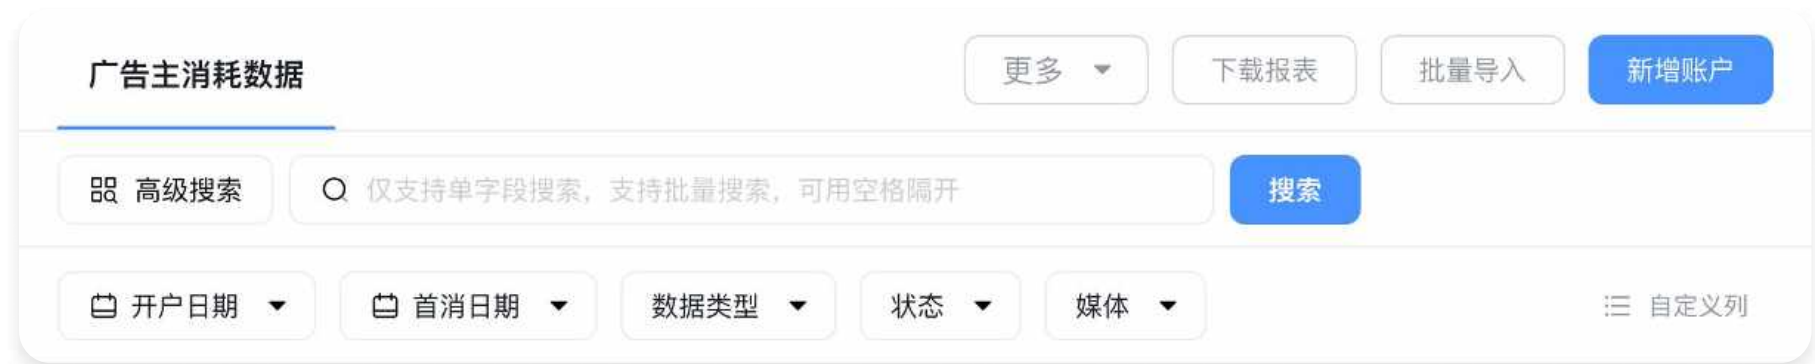 广告主消耗数据 更多 下载报表 批量导入 新增账户
高级搜索 仅支持单字段搜索，支持批量搜索，可用空格隔开 搜索
开户日期 首消日期 数据类型 状态 媒体 自定义列